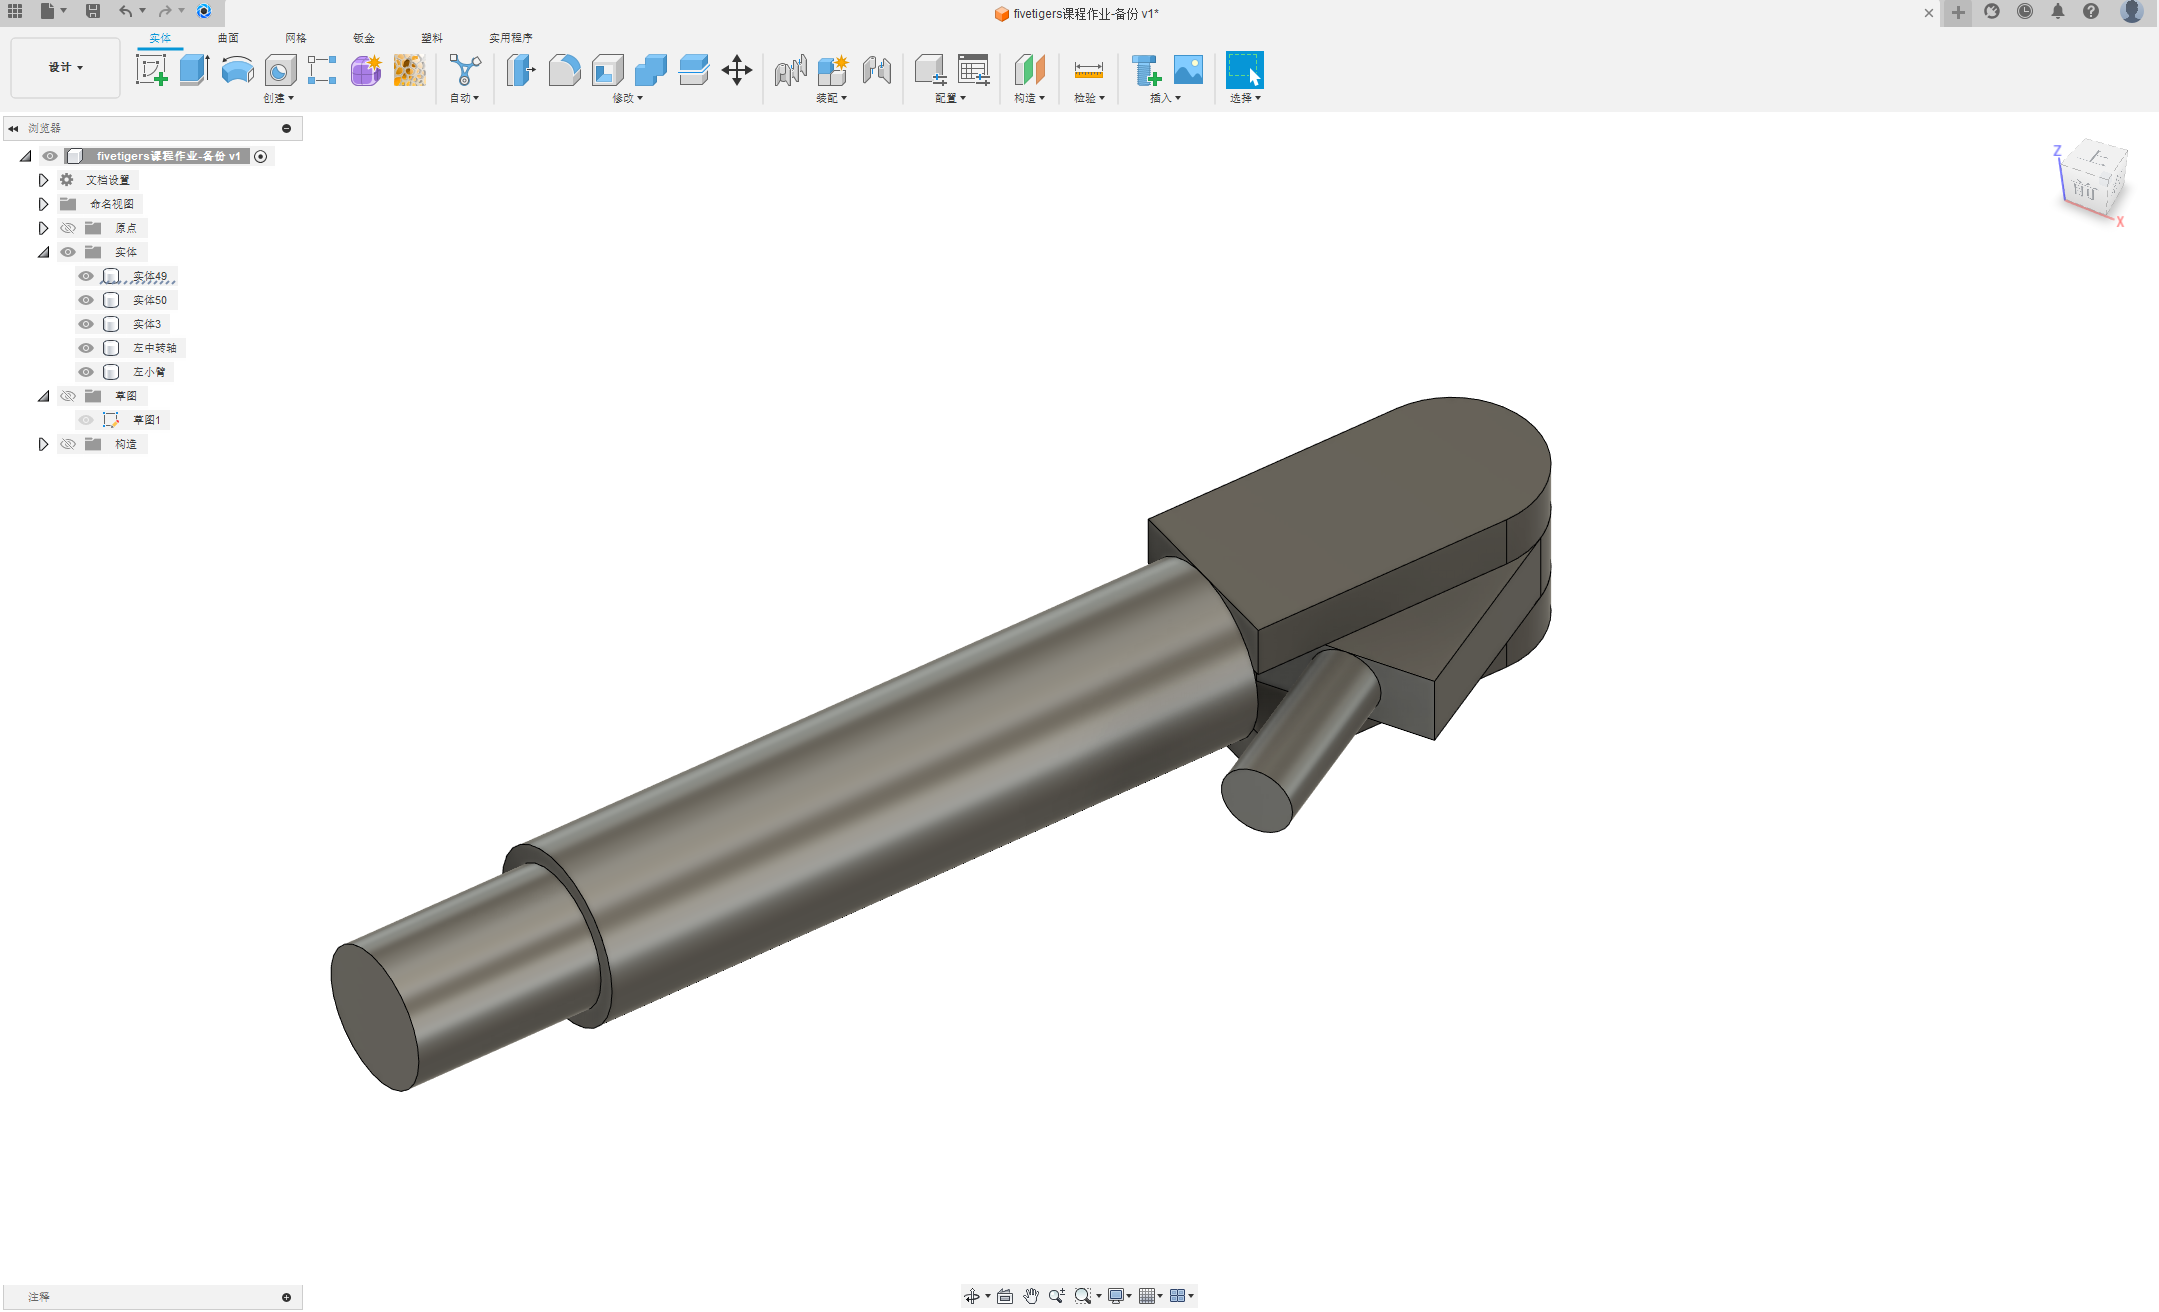 fivetigers课程作业-备份 v1*
实体 曲面 网格 钣金 塑料 实用程序
设计
创建 自动 修改 装配 配置 构造 检验 插入 选择
浏览器
fivetigers课程作业-备份 v1
文档设置
命名视图
原点
实体
实体49
实体50
实体3
左中转轴
左小臂
草图
草图1
构造
Z
上
前
X
注释